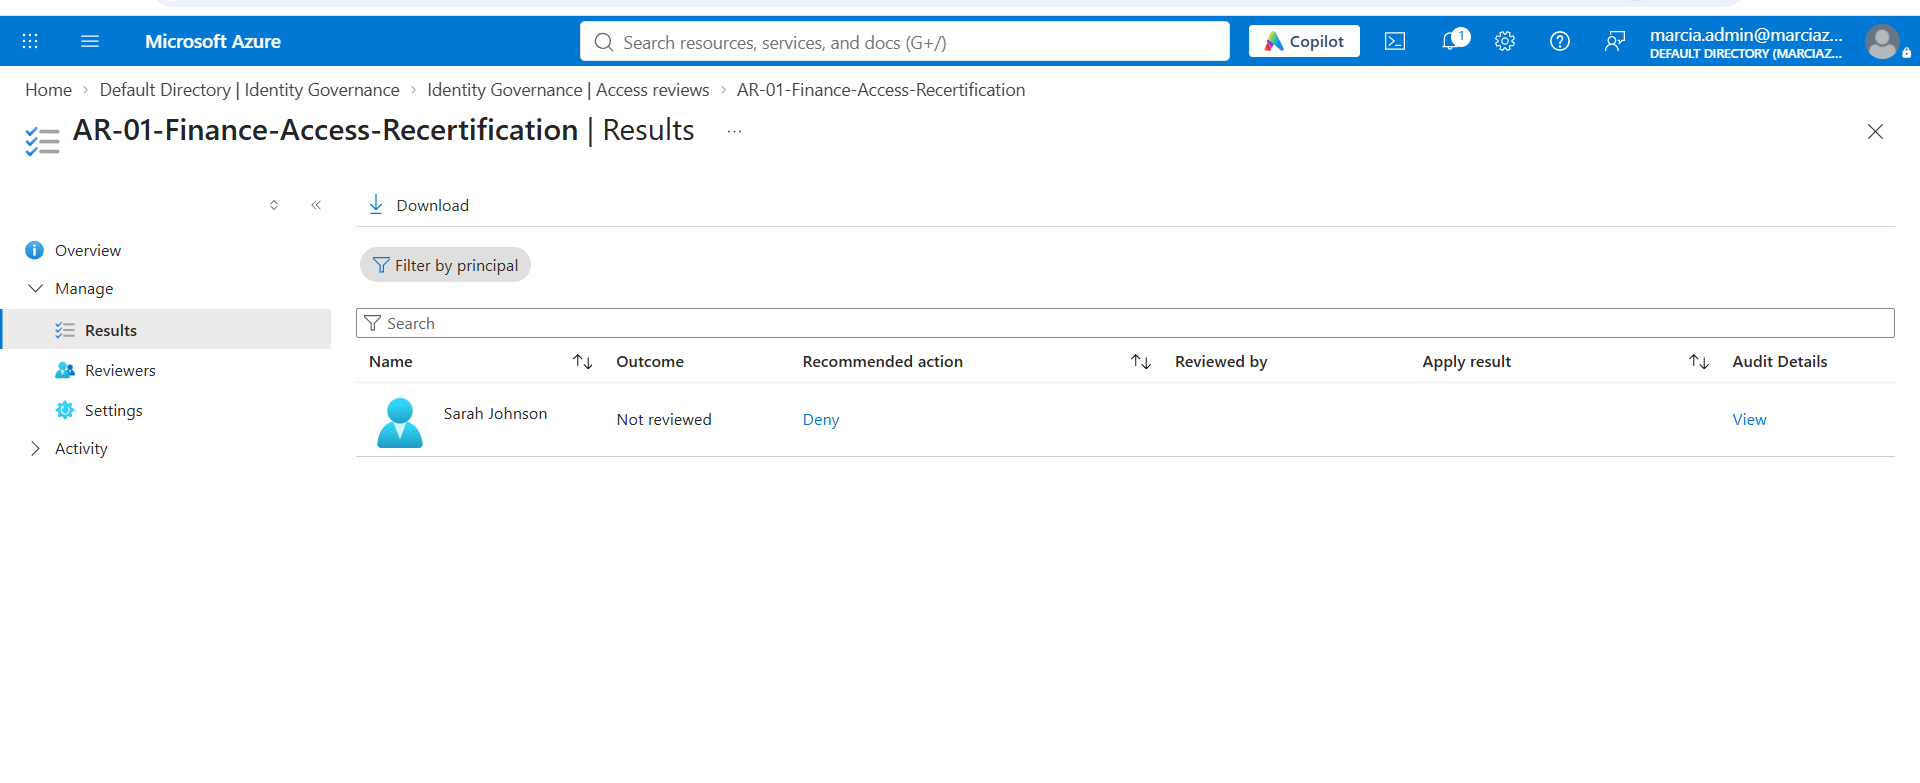 Microsoft Azure
Search resources, services, and docs (G+/)
Copilot
1
marcia.admin@marciaz...
DEFAULT DIRECTORY (MARCIAZ...
Home > Default Directory | Identity Governance > Identity Governance | Access reviews > AR-01-Finance-Access-Recertification
AR-01-Finance-Access-Recertification | Results ...
Download
Overview
Filter by principal
Manage
Results
Search
Reviewers
Settings
Activity
Name Outcome Recommended action Reviewed by Apply result Audit Details
Sarah Johnson Not reviewed Deny View